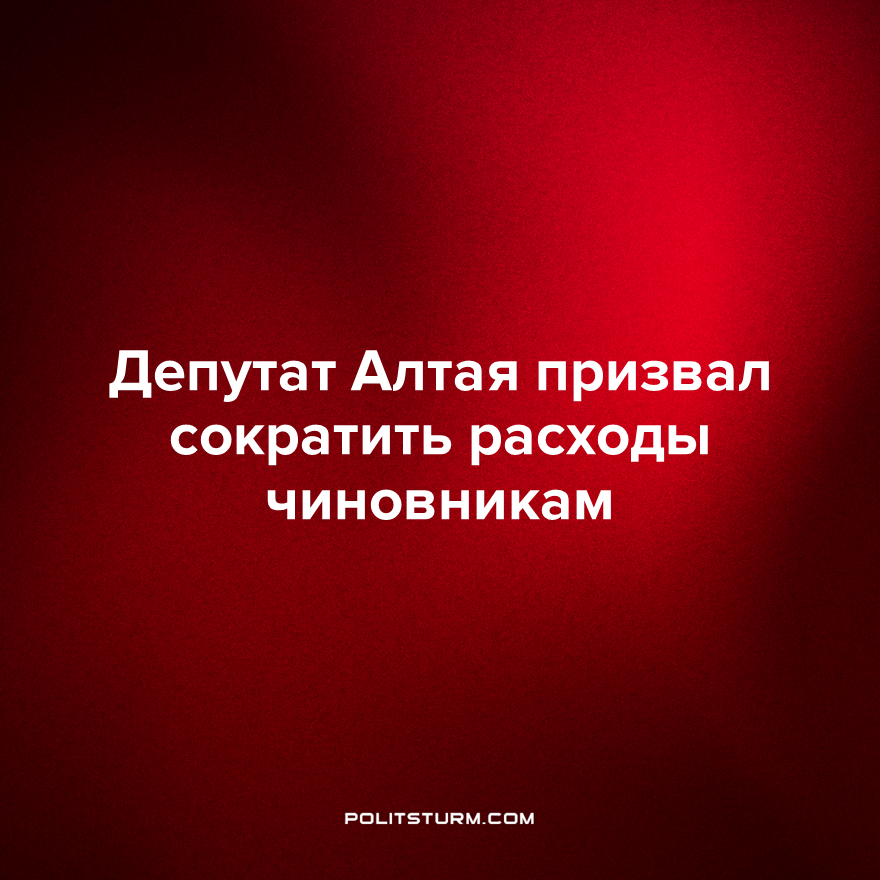 Депутат Алтая призвал
сократить расходы
чиновникам
POLITSTURM.COM